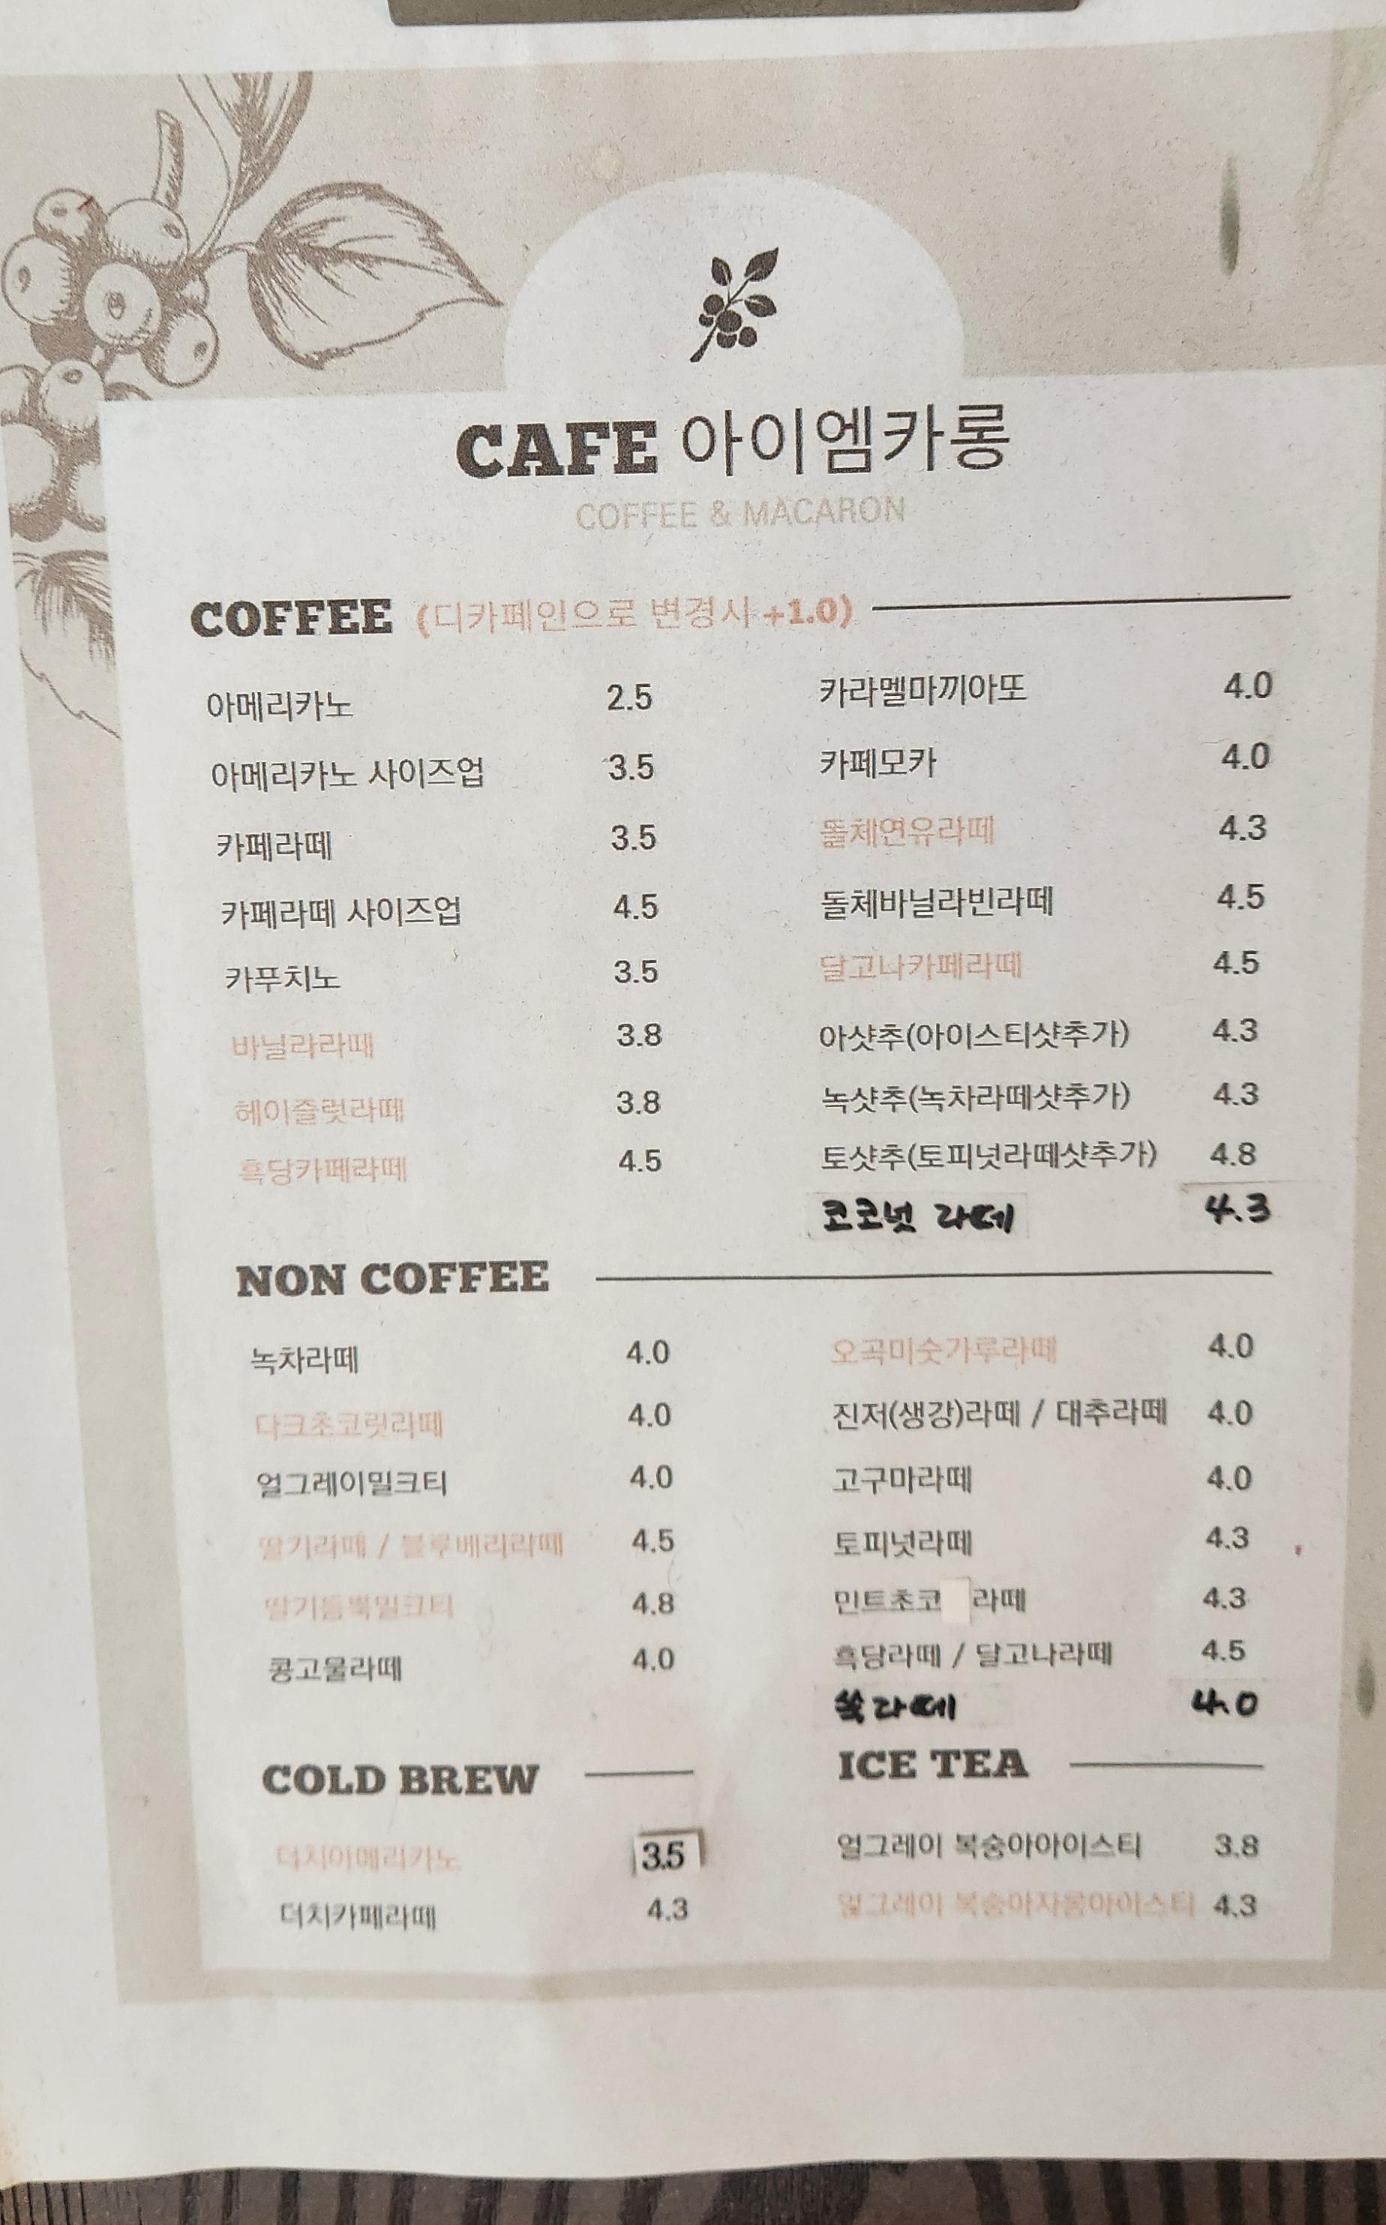 CAFE 아이엠카롱
COFFEE & MACARON
COFFEE (디카페인으로 변경시 +1.0)
아메리카노 2.5
아메리카노 사이즈업 3.5
카페라떼 3.5
카페라떼 사이즈업 4.5
카푸치노 3.5
바닐라라떼 3.8
헤이즐럿라떼 3.8
흑당카페라떼 4.5
카라멜마끼아또 4.0
카페모카 4.0
돌체연유라떼 4.3
돌체바닐라빈라떼 4.5
달고나카페라떼 4.5
아샷추(아이스티샷추가) 4.3
녹샷추(녹차라떼샷추가) 4.3
토샷추(토피넛라떼샷추가) 4.8
코코넛 라떼 4.3
NON COFFEE
녹차라떼 4.0
다크초코릿라떼 4.0
얼그레이밀크티 4.0
딸기라떼 / 블루베리라떼 4.5
딸기듬뿍밀크티 4.8
콩고물라떼 4.0
오곡미숫가루라떼 4.0
진저(생강)라떼 / 대추라떼 4.0
고구마라떼 4.0
토피넛라떼 4.3
민트초코 라떼 4.3
흑당라떼 / 달고나라떼 4.5
쑥라떼 4.0
COLD BREW
더치아메리카노 3.5
더치카페라떼 4.3
ICE TEA
얼그레이 복숭아아이스티 3.8
얼그레이 복숭아자몽아이스티 4.3